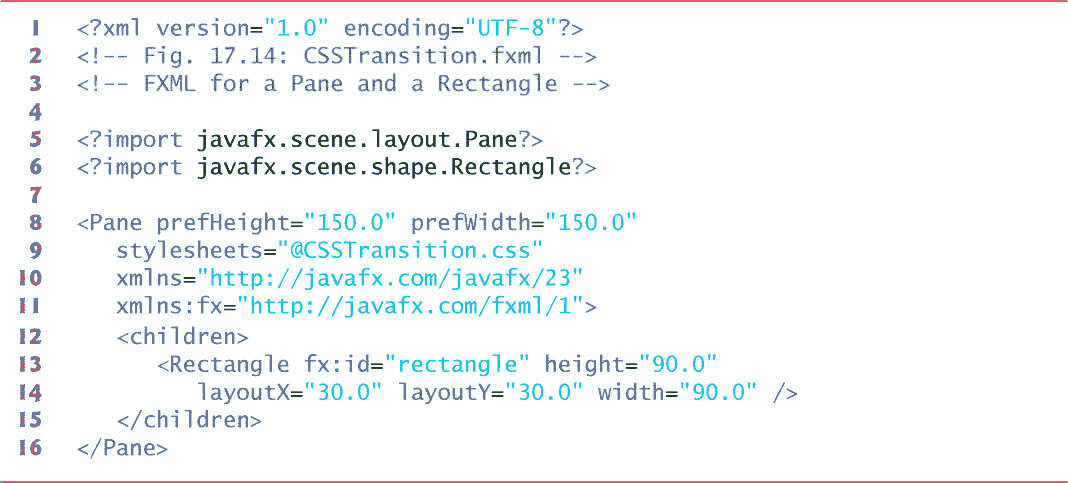 1 <?xml version="1.0" encoding="UTF-8"?>
2 <!-- Fig. 17.14: CSSTransition.fxml -->
3 <!-- FXML for a Pane and a Rectangle -->
4
5 <?import javafx.scene.layout.Pane?>
6 <?import javafx.scene.shape.Rectangle?>
7
8 <Pane prefHeight="150.0" prefWidth="150.0"
9    stylesheets="@CSSTransition.css"
10    xmlns="http://javafx.com/javafx/23"
11    xmlns:fx="http://javafx.com/fxml/1">
12    <children>
13       <Rectangle fx:id="rectangle" height="90.0"
14          layoutX="30.0" layoutY="30.0" width="90.0" />
15    </children>
16 </Pane>